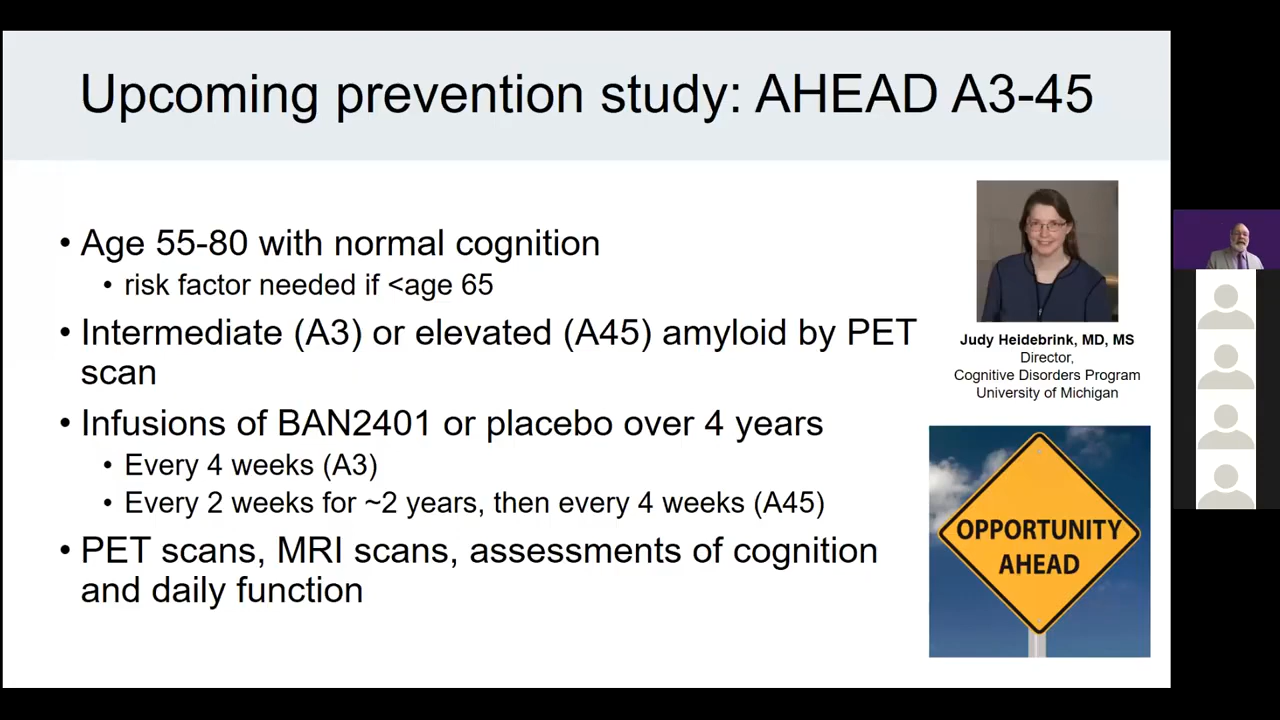 Upcoming prevention study: AHEAD A3-45
• Age 55-80 with normal cognition
• risk factor needed if <age 65
• Intermediate (A3) or elevated (A45) amyloid by PET
scan
• Infusions of BAN2401 or placebo over 4 years
• Every 4 weeks (A3)
• Every 2 weeks for ~2 years, then every 4 weeks (A45)
• PET scans, MRI scans, assessments of cognition
and daily function
Judy Heidebrink, MD, MS
Director,
Cognitive Disorders Program
University of Michigan
OPPORTUNITY
AHEAD